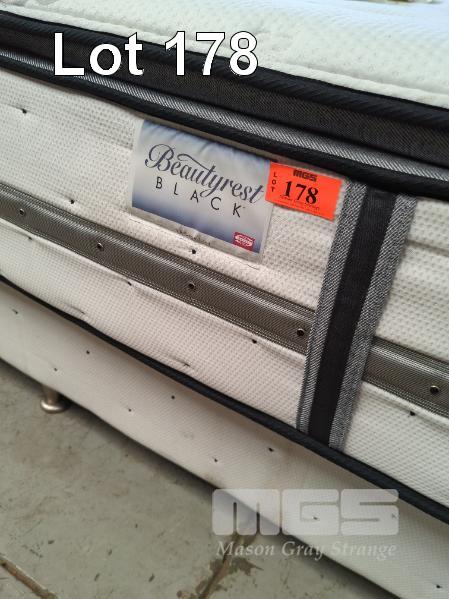 Lot 178
Beautyrest
BLACK
MGS
LOT
178
MGS
Mason Gray Strange